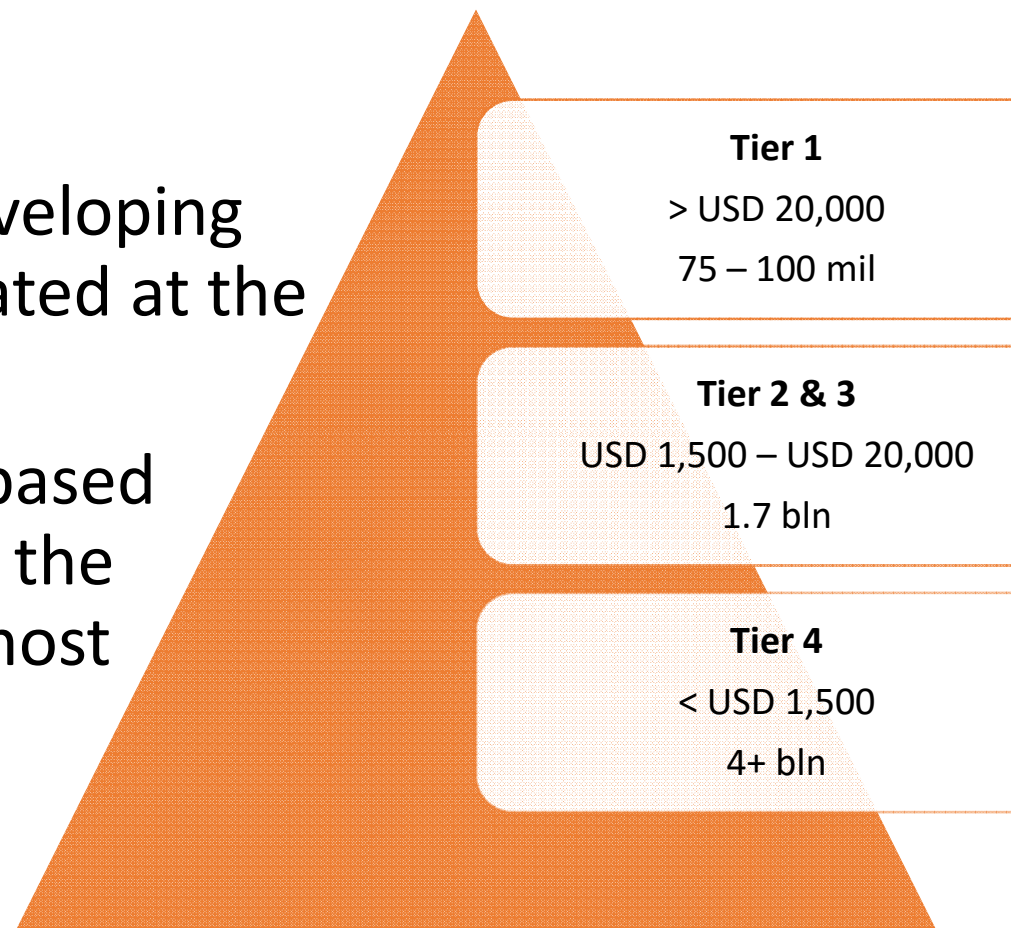 veloping
ated at the
based
the
nost
Tier 1
> USD 20,000
75 – 100 mil
Tier 2 & 3
USD 1,500 – USD 20,000
1.7 bln
Tier 4
< USD 1,500
4+ bln